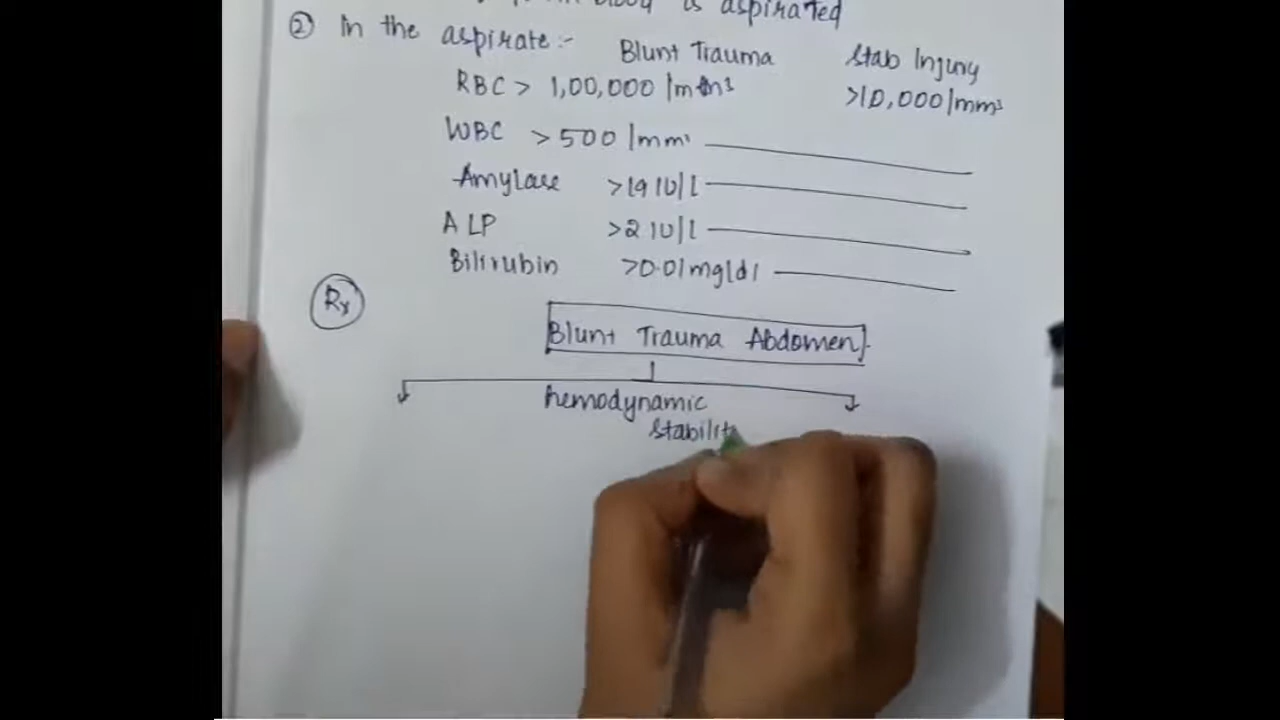 blood is aspirated
② In the aspirate:- Blunt Trauma Stab Injury
RBC > 1,00,000 /mm³ >10,000/mm³
WBC > 500 /mm³
Amylase >19 IU/L
ALP >2 IU/L
Bilirubin >0.01mg/dl
Rx
Blunt Trauma Abdomen
hemodynamic
stabilit